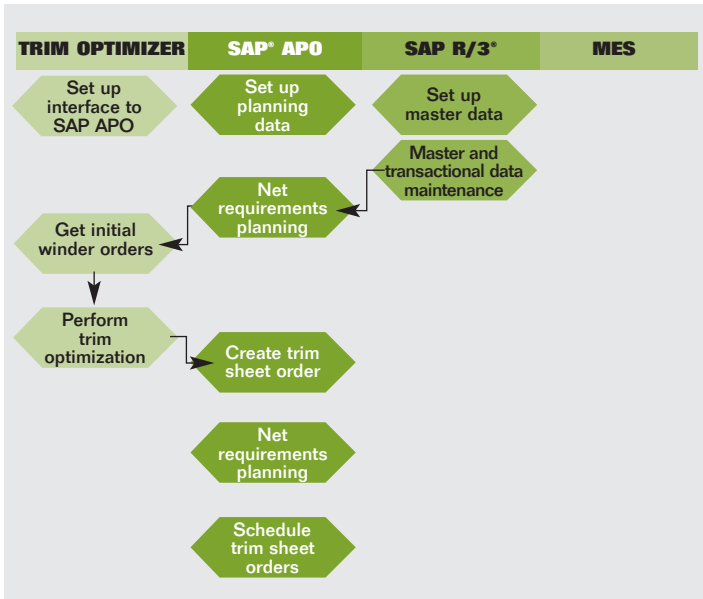 TRIM OPTIMIZER
SAP® APO
SAP R/3®
MES
Set up
interface to
SAP APO
Set up
planning
data
Set up
master data
Master and
transactional data
maintenance
Net
requirements
planning
Get initial
winder orders
Perform
trim
optimization
Create trim
sheet order
Net
requirements
planning
Schedule
trim sheet
orders